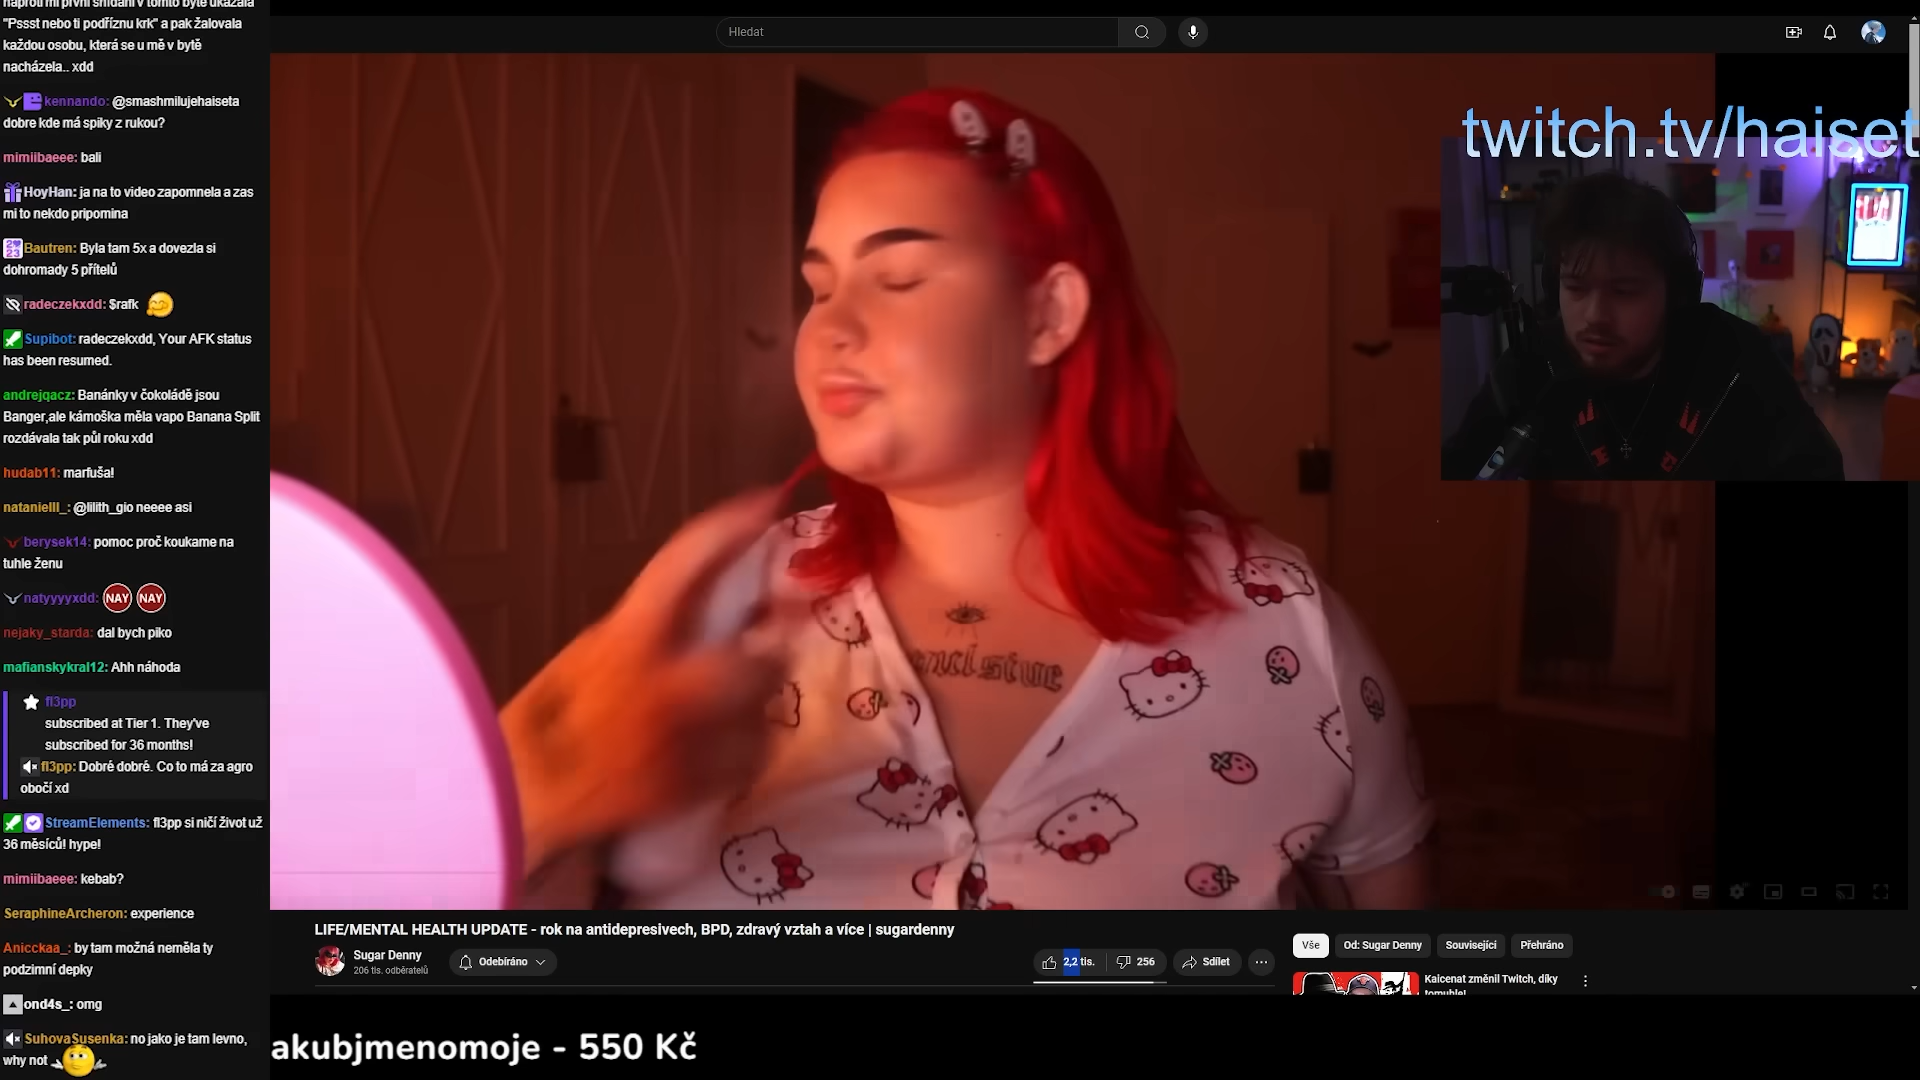 naproti mi první snídani v tomto bytě ukázala
"Pssst nebo ti podříznu krk" a pak žalovala
každou osobu, která se u mě v bytě
nacházela.. xdd
kennando: @smashmilujehaiseta
dobre kde má spiky z rukou?
mimiibaeee: bali
HoyHan: ja na to video zapomnela a zas
mi to nekdo pripomina
Bautren: Byla tam 5x a dovezla si
dohromady 5 přítelů
radeczekxdd: $rafk
Supibot: radeczekxdd, Your AFK status
has been resumed.
andrejqacz: Banánky v čokoládě jsou
Banger,ale kámoška měla vapo Banana Split
rozdávala tak půl roku xdd
hudab11: marfuša!
natanielll_: @lilith_gio neeee asi
berysek14: pomoc proč koukame na
tuhle ženu
natyyyyxdd: NAY NAY
nejaky_starda: dal bych piko
mafianskykral12: Ahh náhoda
fl3pp
subscribed at Tier 1. They've
subscribed for 36 months!
fl3pp: Dobré dobré. Co to má za agro
obočí xd
StreamElements: fl3pp si ničí život už
36 měsíců! hype!
mimiibaeee: kebab?
SeraphineArcheron: experience
Anicckaa_: by tam možná neměla ty
podzimní depky
ond4s_: omg
SuhovaSusenka: no jako je tam levno,
why not
Hledat
twitch.tv/haiset
LIFE/MENTAL HEALTH UPDATE - rok na antidepresivech, BPD, zdravý vztah a více | sugardenny
Sugar Denny
206 tis. odběratelů
Odebíráno
2,2 tis.
256
Sdílet
Vše
Od: Sugar Denny
Související
Přehráno
Kaicenat změnil Twitch, díky
tomuhle!
akubjmenomoje - 550 Kč